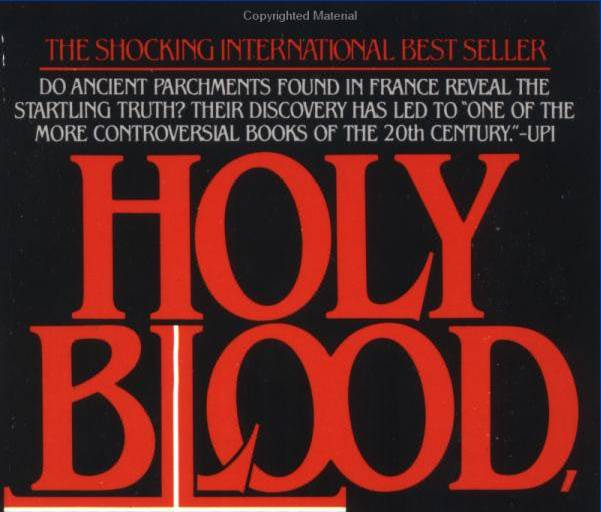 Copyrighted Material
THE SHOCKING INTERNATIONAL BEST SELLER
DO ANCIENT PARCHMENTS FOUND IN FRANCE REVEAL THE
STARTLING TRUTH? THEIR DISCOVERY HAS LED TO "ONE OF THE
MORE CONTROVERSIAL BOOKS OF THE 20th CENTURY."-UPI
HOLY
BLOOD,